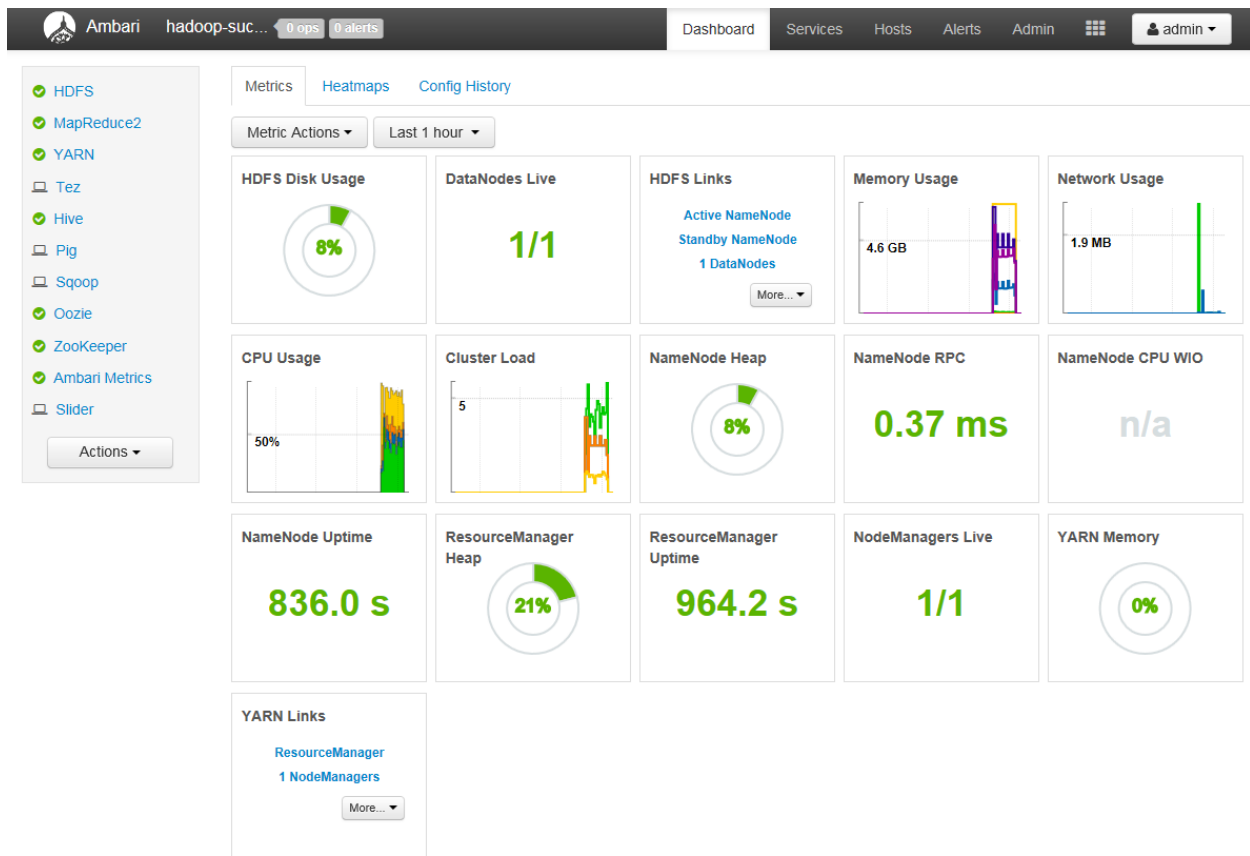 Ambari hadoop-suc... 0 ops 0 alerts Dashboard Services Hosts Alerts Admin admin
HDFS
MapReduce2
YARN
Tez
Hive
Pig
Sqoop
Oozie
ZooKeeper
Ambari Metrics
Slider
Actions
Metrics Heatmaps Config History
Metric Actions Last 1 hour
HDFS Disk Usage
8%
DataNodes Live
1/1
HDFS Links
Active NameNode
Standby NameNode
1 DataNodes
More...
Memory Usage
4.6 GB
Network Usage
1.9 MB
CPU Usage
50%
Cluster Load
5
NameNode Heap
8%
NameNode RPC
0.37 ms
NameNode CPU WIO
n/a
NameNode Uptime
836.0 s
ResourceManager
Heap
21%
ResourceManager
Uptime
964.2 s
NodeManagers Live
1/1
YARN Memory
0%
YARN Links
ResourceManager
1 NodeManagers
More...